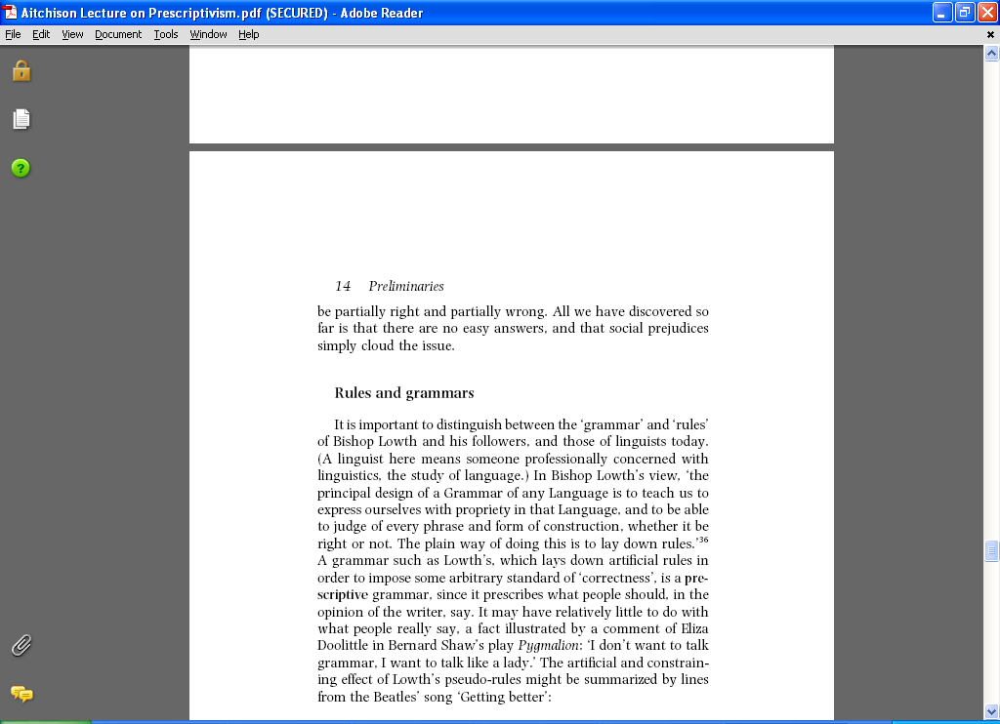 Aitchison Lecture on Prescriptivism.pdf (SECURED) - Adobe Reader
File Edit View Document Tools Window Help
14 Preliminaries
be partially right and partially wrong. All we have discovered so
far is that there are no easy answers, and that social prejudices
simply cloud the issue.
Rules and grammars
It is important to distinguish between the ‘grammar’ and ‘rules’
of Bishop Lowth and his followers, and those of linguists today.
(A linguist here means someone professionally concerned with
linguistics, the study of language.) In Bishop Lowth’s view, ‘the
principal design of a Grammar of any Language is to teach us to
express ourselves with propriety in that Language, and to be able
to judge of every phrase and form of construction, whether it be
right or not. The plain way of doing this is to lay down rules.’³⁶
A grammar such as Lowth’s, which lays down artificial rules in
order to impose some arbitrary standard of ‘correctness’, is a pre-
scriptive grammar, since it prescribes what people should, in the
opinion of the writer, say. It may have relatively little to do with
what people really say, a fact illustrated by a comment of Eliza
Doolittle in Bernard Shaw’s play Pygmalion: ‘I don’t want to talk
grammar, I want to talk like a lady.’ The artificial and constrain-
ing effect of Lowth’s pseudo-rules might be summarized by lines
from the Beatles’ song ‘Getting better’: